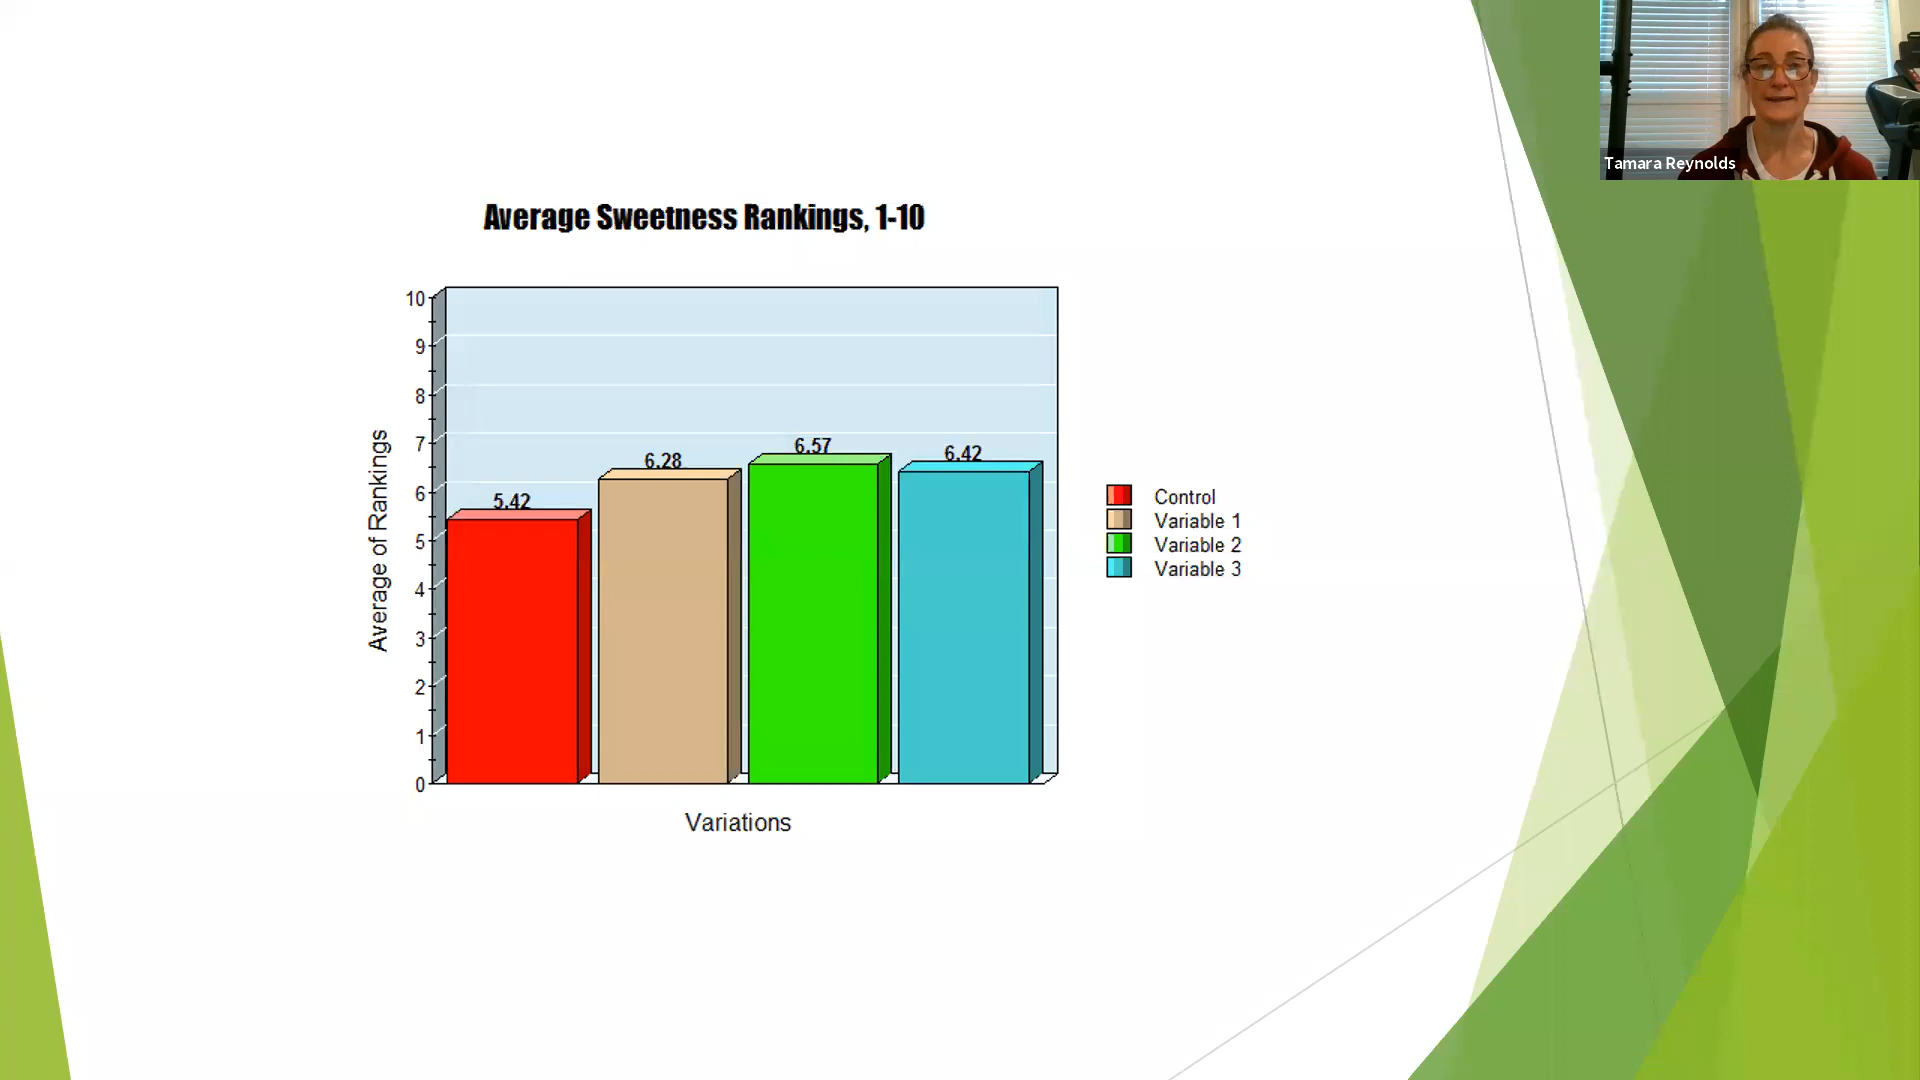 Tamara Reynolds
Average Sweetness Rankings, 1-10
10
9
8
7
6
5
4
3
2
1
0
Average of Rankings
5.42
6.28
6.57
6.42
Variations
Control
Variable 1
Variable 2
Variable 3